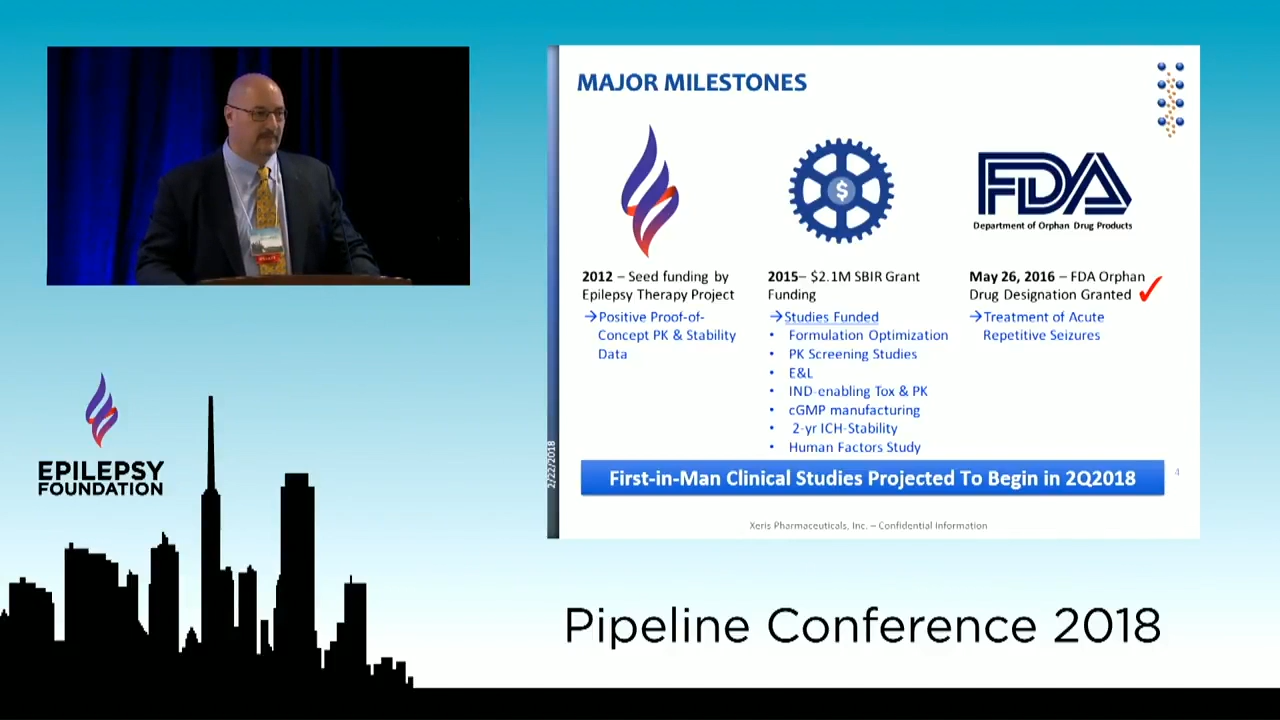 MAJOR MILESTONES
$
FDA
Department of Orphan Drug Products
2012 – Seed funding by
Epilepsy Therapy Project
→Positive Proof-of-
Concept PK & Stability
Data
2015– $2.1M SBIR Grant
Funding
→Studies Funded
• Formulation Optimization
• PK Screening Studies
• E&L
• IND-enabling Tox & PK
• cGMP manufacturing
• 2-yr ICH-Stability
• Human Factors Study
May 26, 2016 – FDA Orphan
Drug Designation Granted ✓
→Treatment of Acute
Repetitive Seizures
First-in-Man Clinical Studies Projected To Begin in 2Q2018
4
2/22/2018
Xeris Pharmaceuticals, Inc. – Confidential Information
EPILEPSY
FOUNDATION
Pipeline Conference 2018